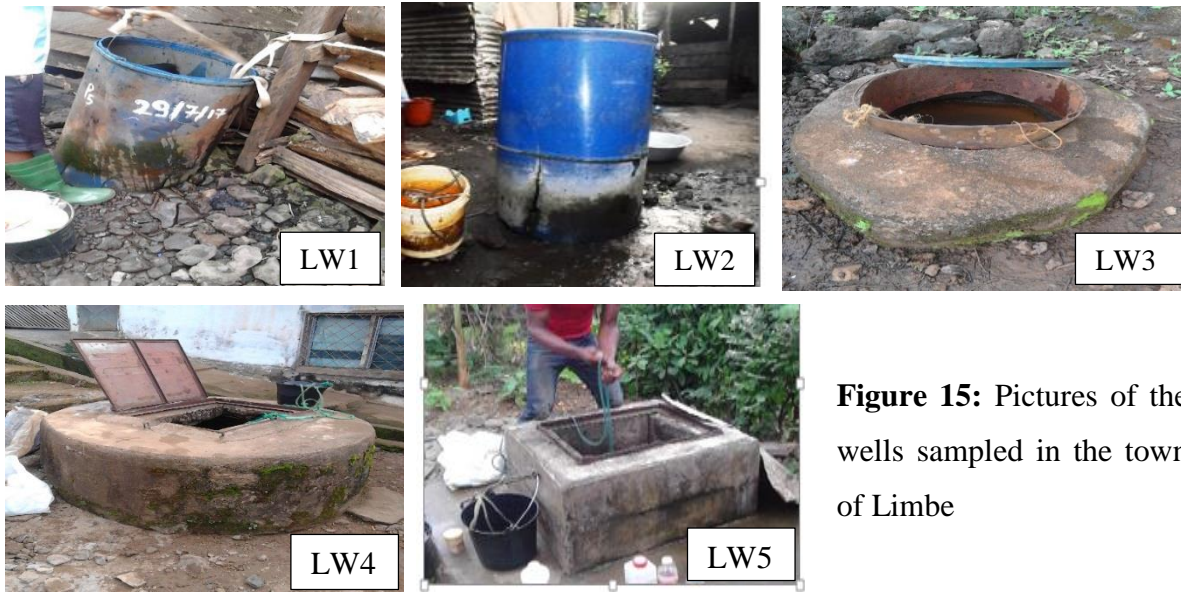 P5
29/7/17
LW1
LW2
LW3
LW4
LW5
Figure 15: Pictures of the
wells sampled in the town
of Limbe